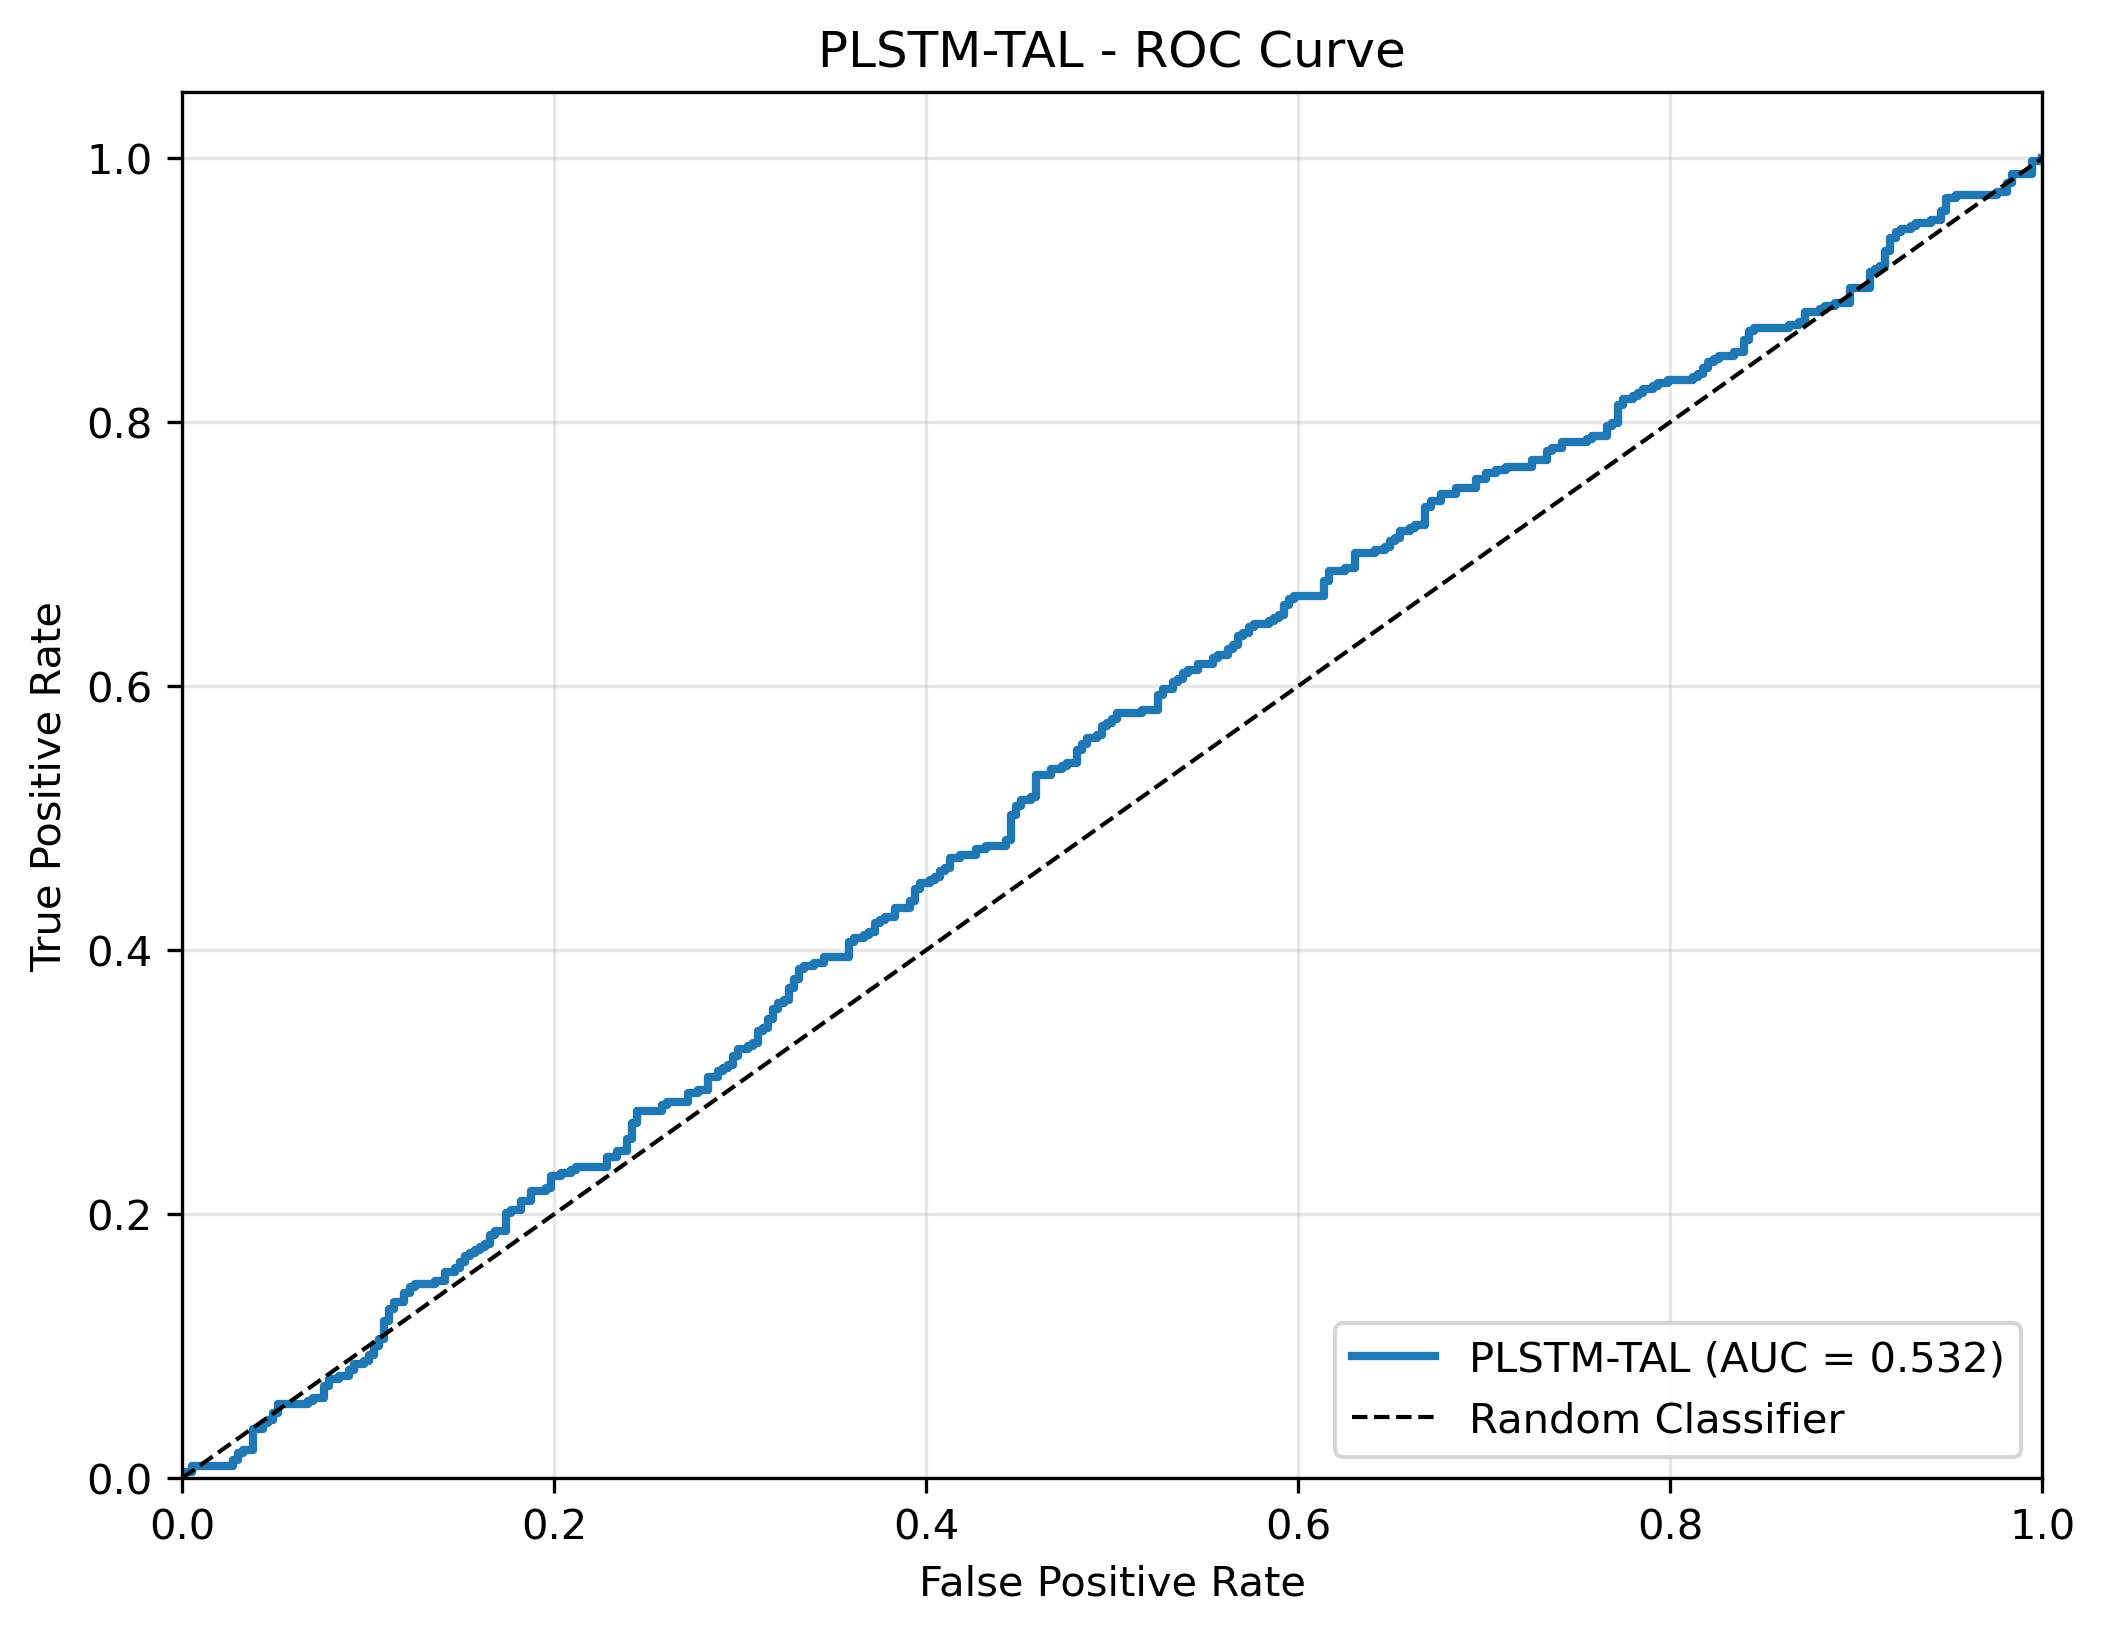 PLSTM-TAL - ROC Curve
True Positive Rate
1.0
0.8
0.6
0.4
0.2
0.0
PLSTM-TAL (AUC = 0.532)
Random Classifier
0.0 0.2 0.4 0.6 0.8 1.0
False Positive Rate